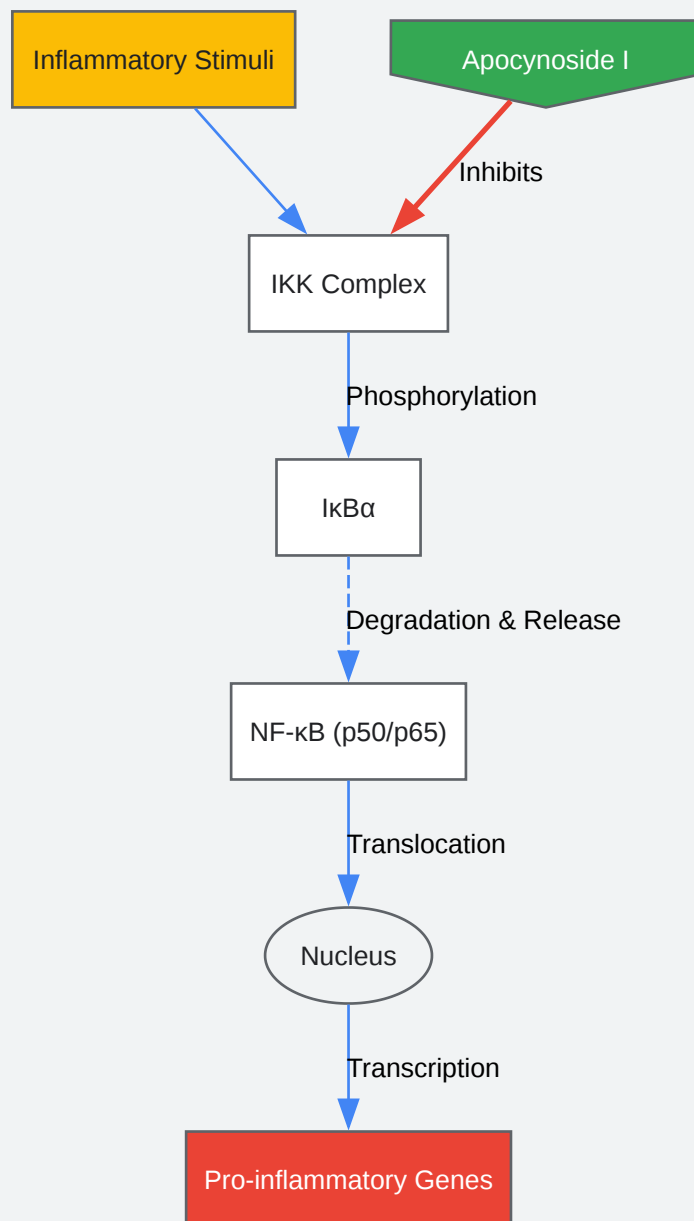 Inflammatory Stimuli
Apocynoside I
Inhibits
IKK Complex
Phosphorylation
IκBα
Degradation & Release
NF-κB (p50/p65)
Translocation
Nucleus
Transcription
Pro-inflammatory Genes